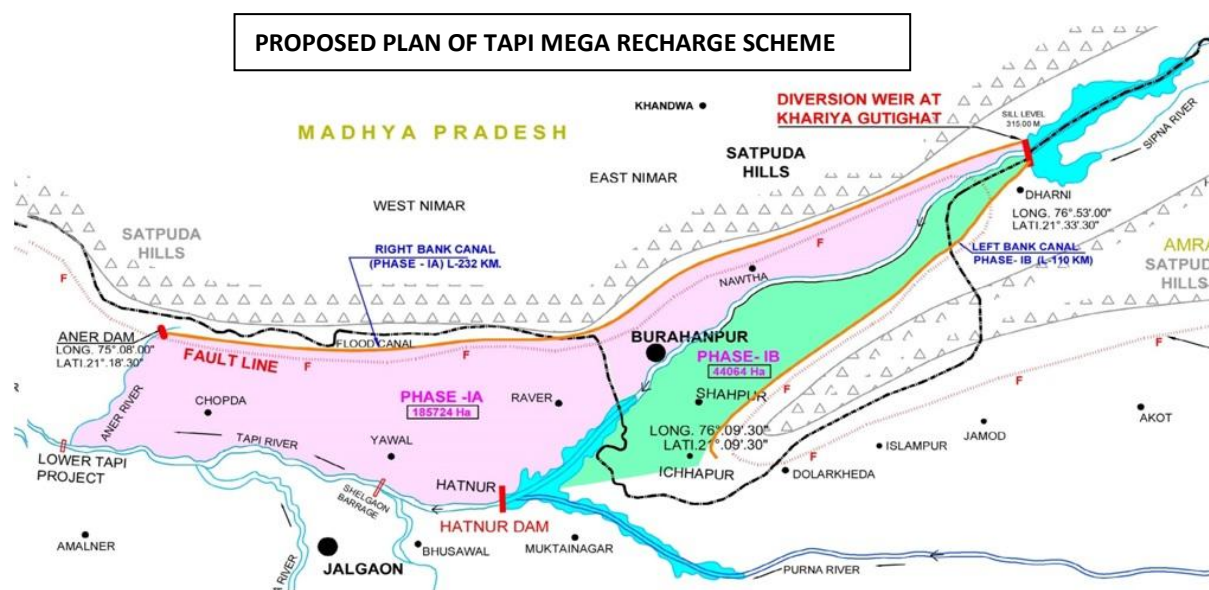 PROPOSED PLAN OF TAPI MEGA RECHARGE SCHEME
KHANDWA
DIVERSION WEIR AT
KHARIYA GUTIGHAT
SILL LEVEL
315.00 M
SIPNA RIVER
MADHYA PRADESH
SATPUDA
HILLS
EAST NIMAR
DHARNI
LONG. 76°.53'.00"
LATI.21°.33'.30"
WEST NIMAR
SATPUDA
HILLS
RIGHT BANK CANAL
(PHASE - IA) L-232 KM.
F
LEFT BANK CANAL
PHASE- IB (L-110 KM)
AMRA
SATPUDA
HILLS
F
NAWTHA
ANER DAM
LONG. 75°.08'.00"
LATI.21°.18'.30"
FLOOD CANAL
FAULT LINE
F
F
BURAHANPUR
PHASE- IB
44064 Ha
F
F
F
PHASE -IA
185724 Ha
RAVER
SHAHPUR
CHOPDA
ANER RIVER
TAPI RIVER
YAWAL
LONG. 76°.09'.30"
LATI.21°.09'.30"
ICHHAPUR
AKOT
JAMOD
ISLAMPUR
F
DOLARKHEDA
LOWER TAPI
PROJECT
SHELGAON
BARRAGE
HATNUR
HATNUR DAM
AMALNER
JALGAON
BHUSAWAL
MUKTAINAGAR
PURNA RIVER
RIVER